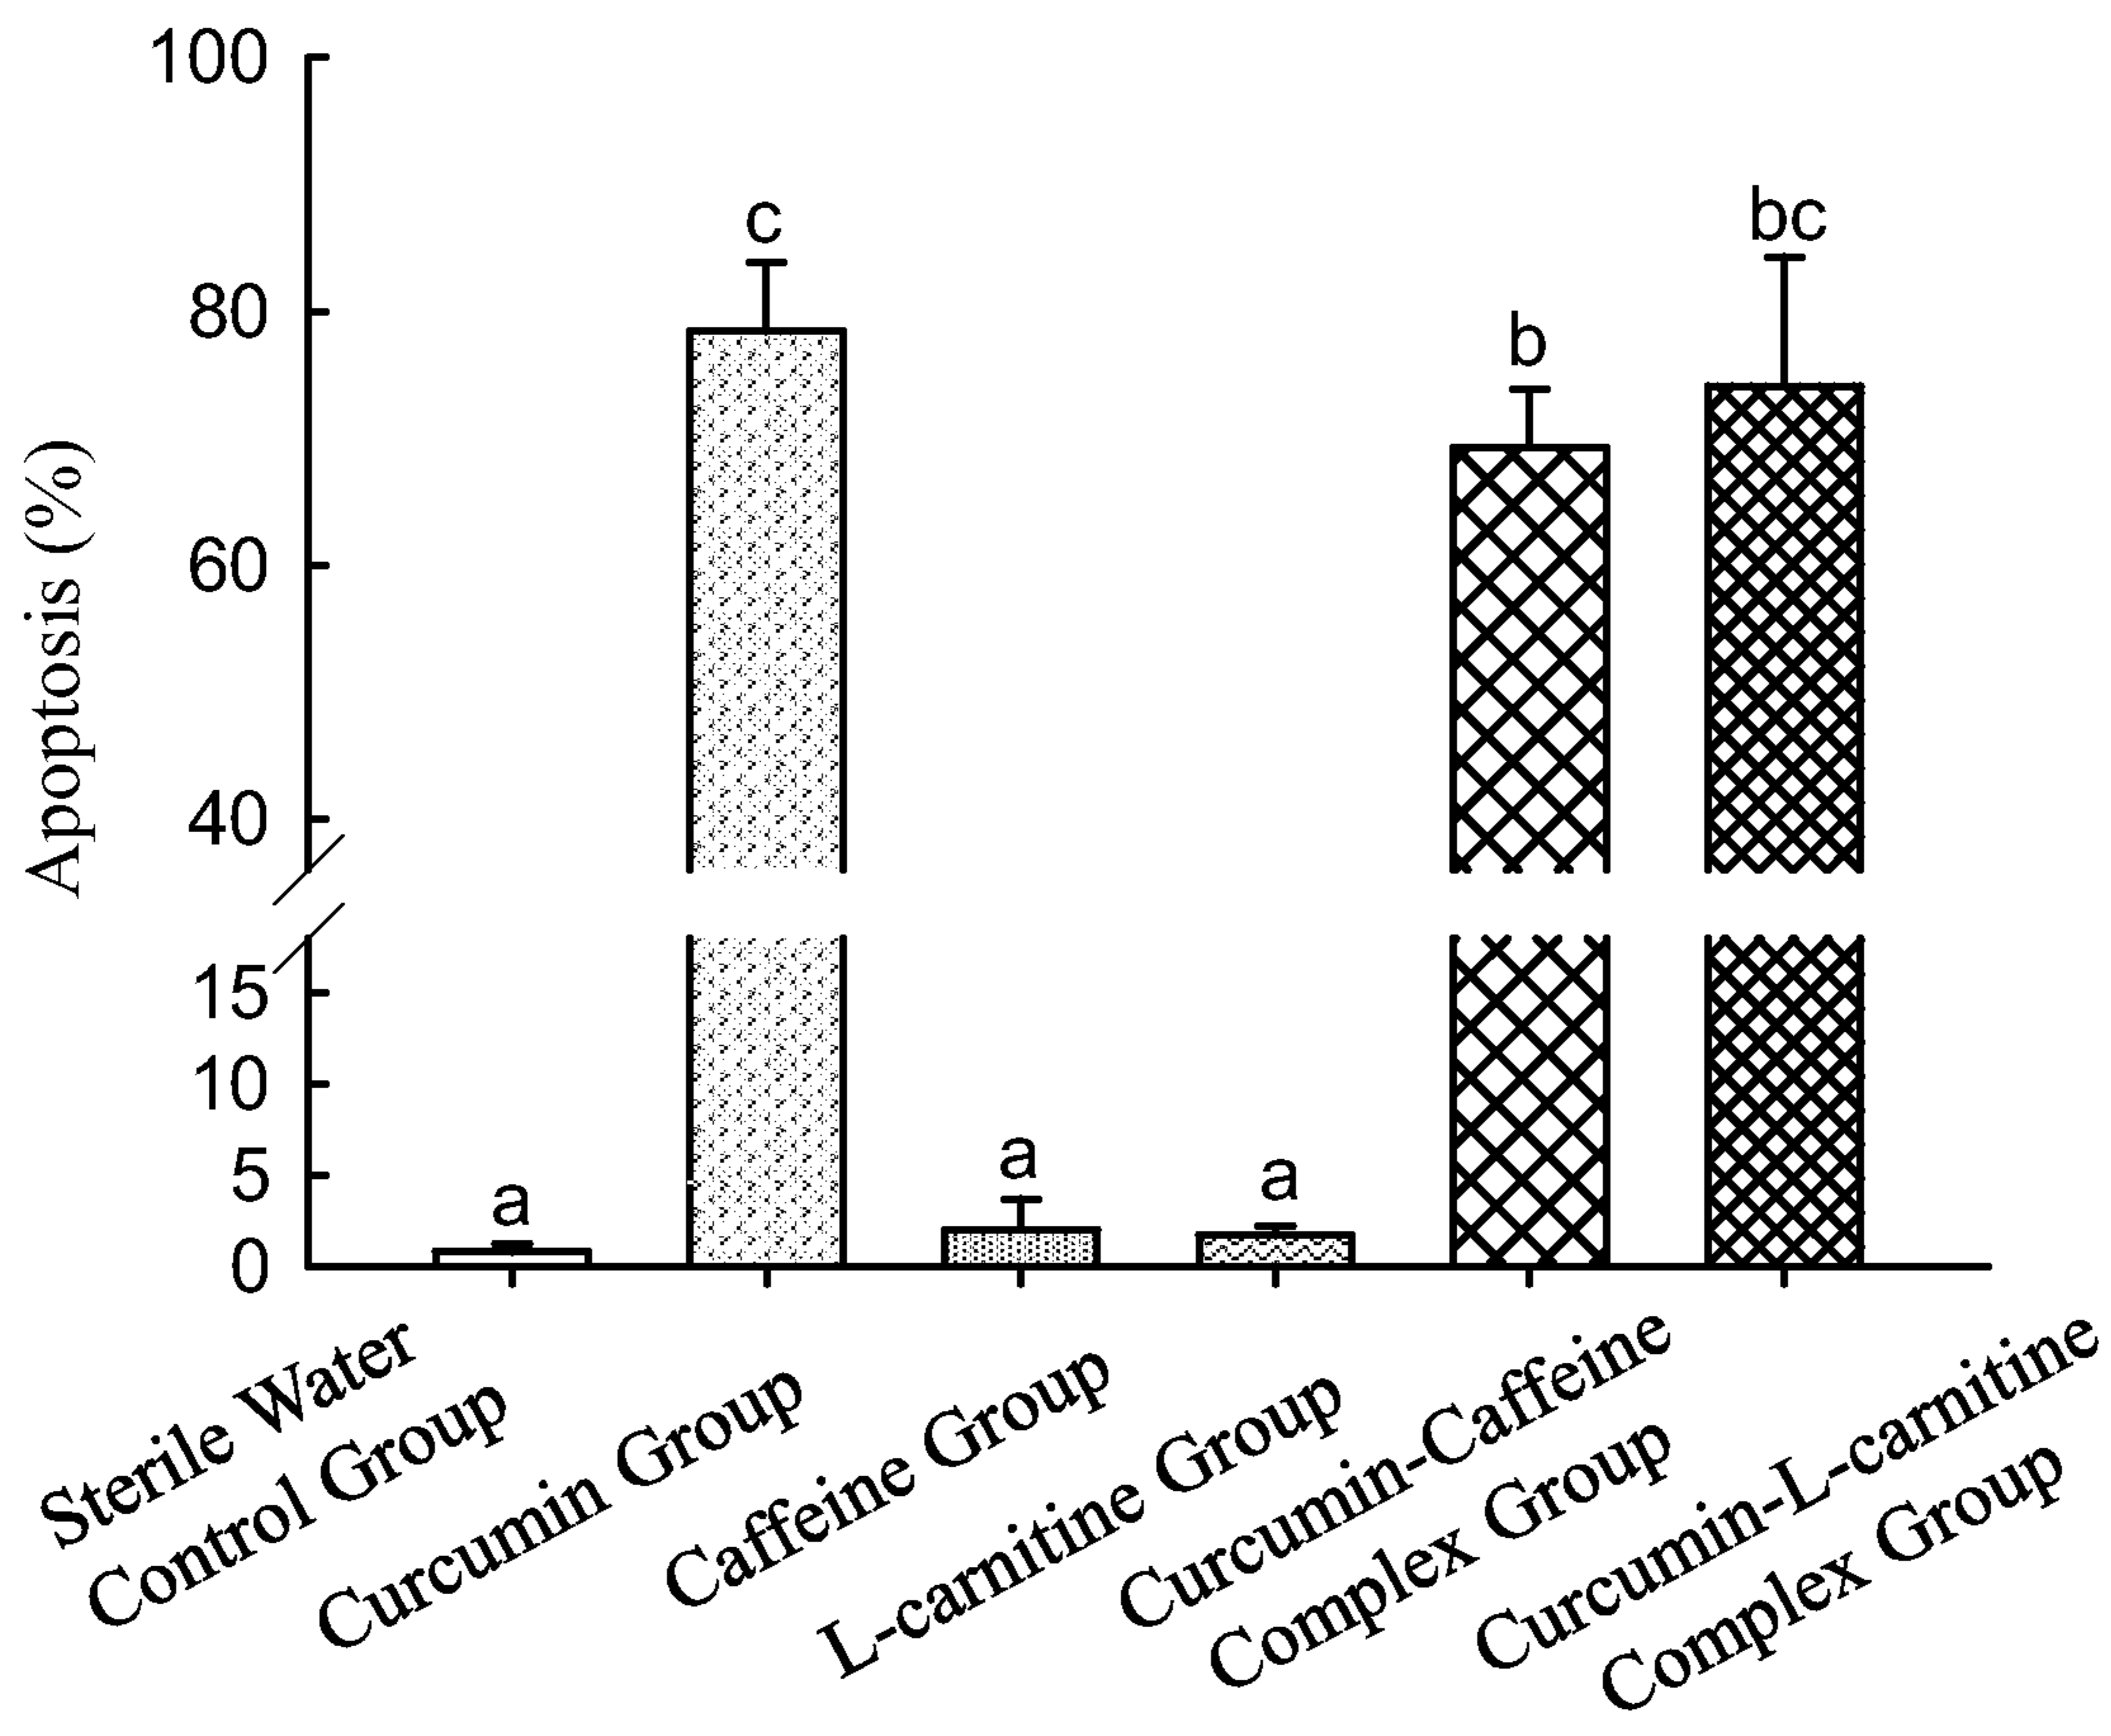 Apoptosis (%)
100
80
60
40
15
10
5
0
a
c
a
a
b
bc
Sterile Water
Control Group
Curcumin Group
Caffeine Group
L-carnitine Group
Curcumin-Caffeine
Complex Group
Curcumin-L-carnitine
Complex Group